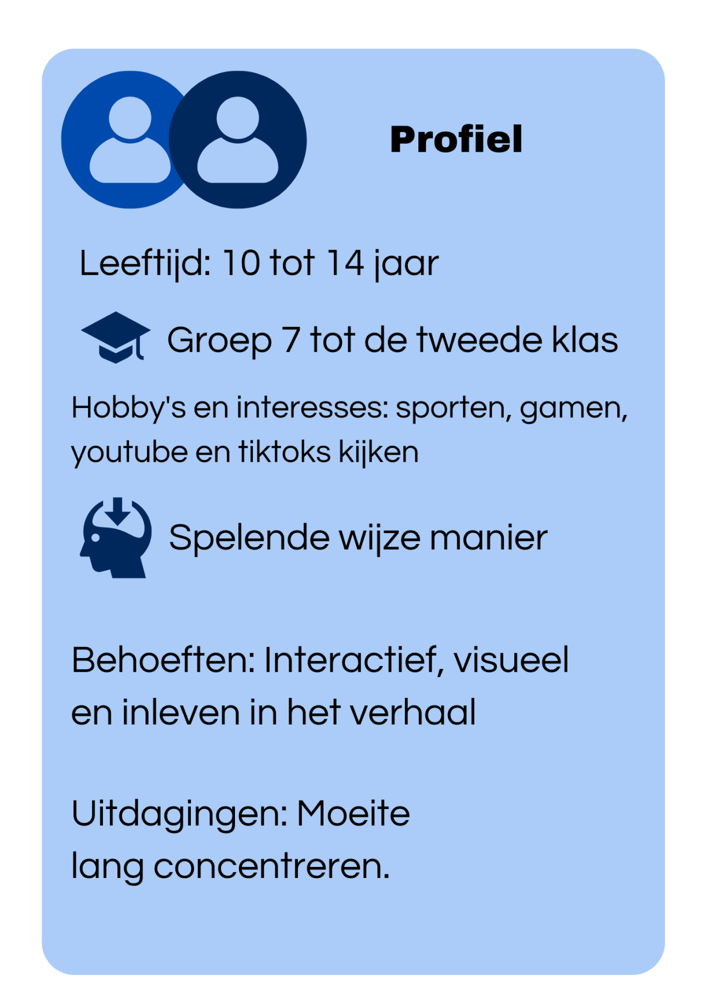 Profiel
Leeftijd: 10 tot 14 jaar
Groep 7 tot de tweede klas
Hobby's en interesses: sporten, gamen,
youtube en tiktoks kijken
Spelende wijze manier
Behoeften: Interactief, visueel
en inleven in het verhaal
Uitdagingen: Moeite
lang concentreren.